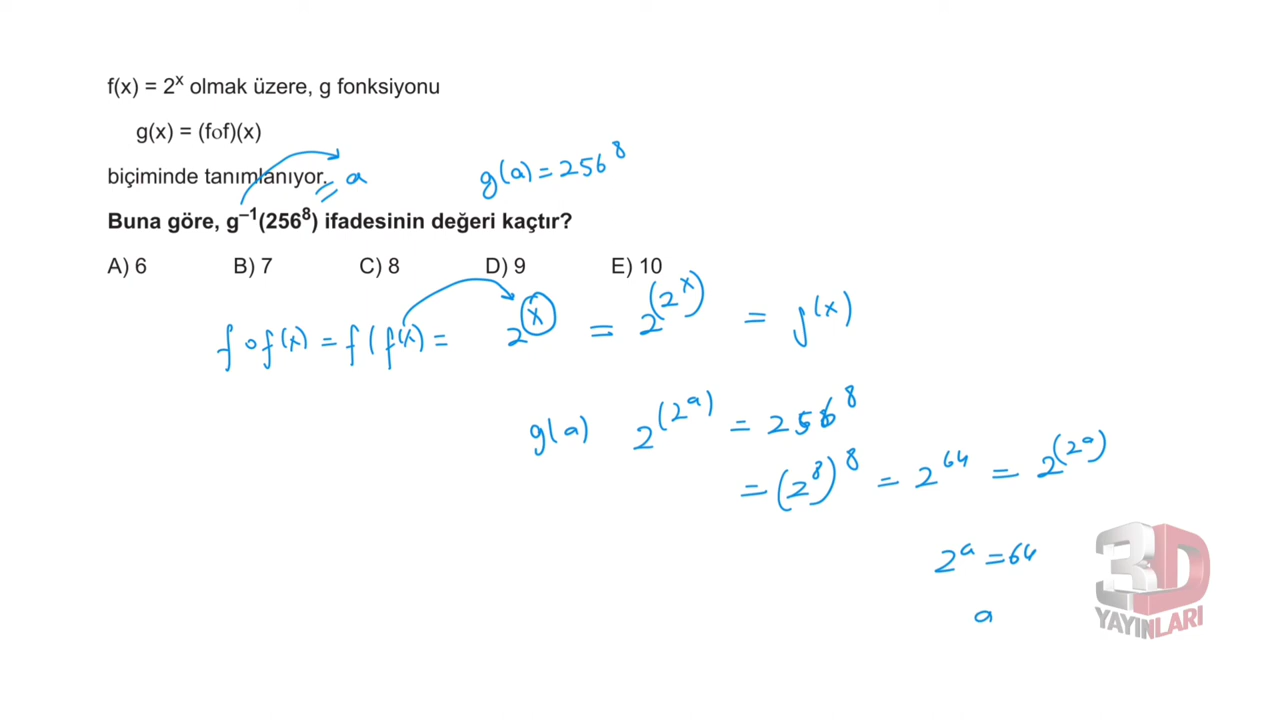 f(x) = 2ˣ olmak üzere, g fonksiyonu
g(x) = (fof)(x)
biçiminde tanımlanıyor. = a
g(a) = 256⁸
Buna göre, g⁻¹(256⁸) ifadesinin değeri kaçtır?
A) 6 B) 7 C) 8 D) 9 E) 10
fof(x) = f(f(x) = 2^x = 2^(2^x) = g(x)
g(a) 2^(2^a) = 256⁸
= (2⁸)⁸ = 2⁶⁴ = 2^(2^a)
2^a = 64
a
3D
YAYINLARI